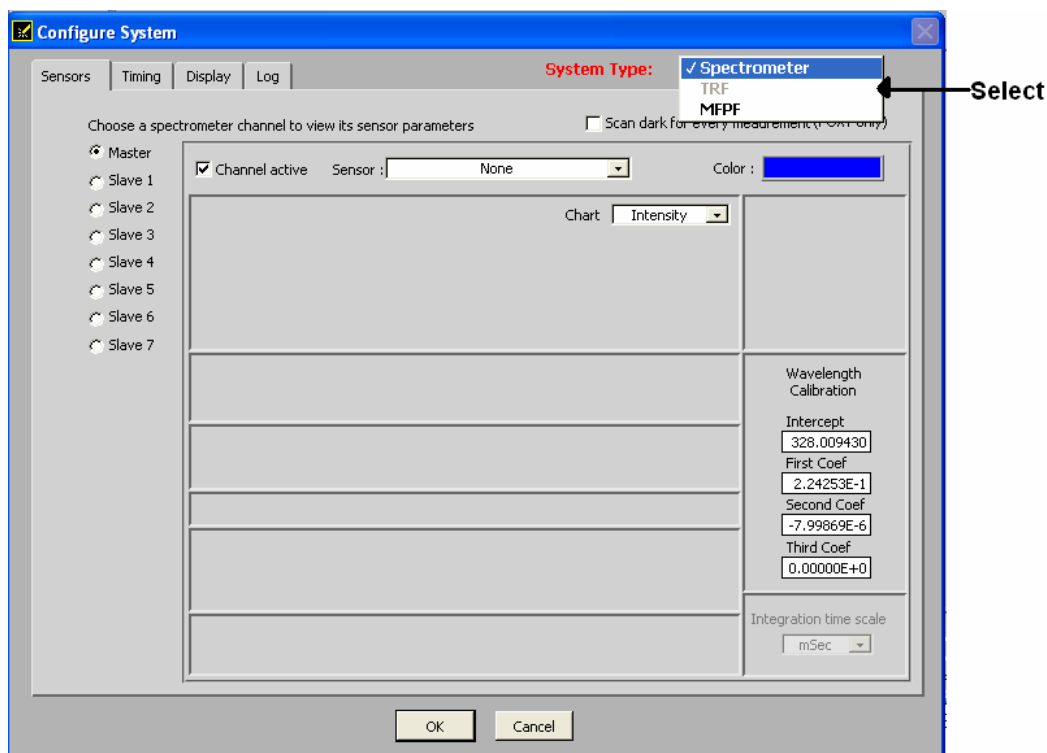 Configure System
Sensors Timing Display Log
System Type:
✓ Spectrometer
TRF
MFPF
Select
Choose a spectrometer channel to view its sensor parameters
Scan dark for every measurement (FOXY only)
Master
Slave 1
Slave 2
Slave 3
Slave 4
Slave 5
Slave 6
Slave 7
Channel active Sensor : None Color :
Chart Intensity
Wavelength
Calibration
Intercept
328.009430
First Coef
2.24253E-1
Second Coef
-7.99869E-6
Third Coef
0.00000E+0
Integration time scale
mSec
OK Cancel